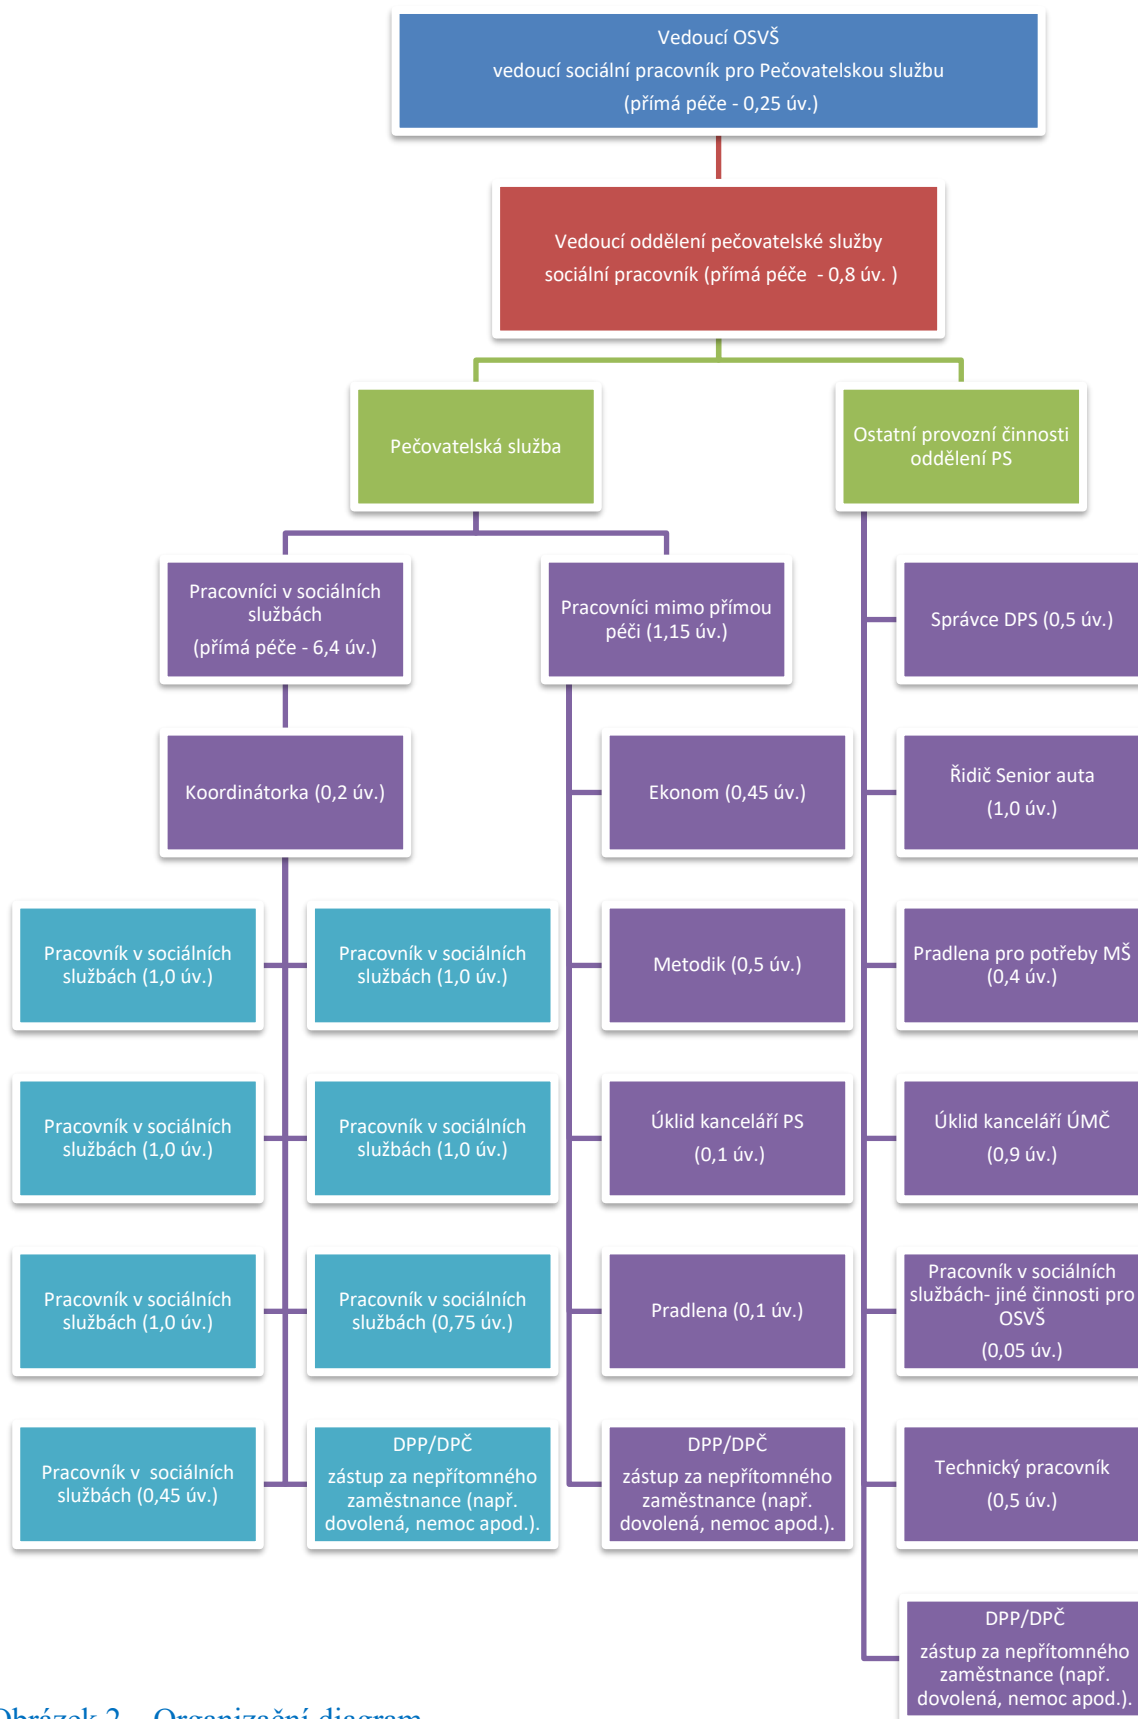 Vedoucí OSVŠ
vedoucí sociální pracovník pro Pečovatelskou službu
(přímá péče - 0,25 úv.)
Vedoucí oddělení pečovatelské služby
sociální pracovník (přímá péče  - 0,8 úv. )
Pečovatelská služba
Ostatní provozní činnosti
oddělení PS
Pracovníci v sociálních
službách
(přímá péče - 6,4 úv.)
Pracovníci mimo přímou
péči (1,15 úv.)
Správce DPS (0,5 úv.)
Koordinátorka (0,2 úv.)
Ekonom (0,45 úv.)
Řidič Senior auta
(1,0 úv.)
Pracovník v sociálních
službách (1,0 úv.)
Pracovník v sociálních
službách (1,0 úv.)
Metodik (0,5 úv.)
Pradlena pro potřeby MŠ
(0,4 úv.)
Pracovník v sociálních
službách (1,0 úv.)
Pracovník v sociálních
službách (1,0 úv.)
Úklid kanceláří PS
(0,1 úv.)
Úklid kanceláří ÚMČ
(0,9 úv.)
Pracovník v sociálních
službách (1,0 úv.)
Pracovník v sociálních
službách (0,75 úv.)
Pradlena (0,1 úv.)
Pracovník v sociálních
službách- jiné činnosti pro
OSVŠ
(0,05 úv.)
Pracovník v  sociálních
službách (0,45 úv.)
DPP/DPČ
zástup za nepřítomného
zaměstnance (např.
dovolená, nemoc apod.).
DPP/DPČ
zástup za nepřítomného
zaměstnance (např.
dovolená, nemoc apod.).
Technický pracovník
(0,5 úv.)
DPP/DPČ
zástup za nepřítomného
zaměstnance (např.
dovolená, nemoc apod.).
Obrázek 2 Organizační diagram